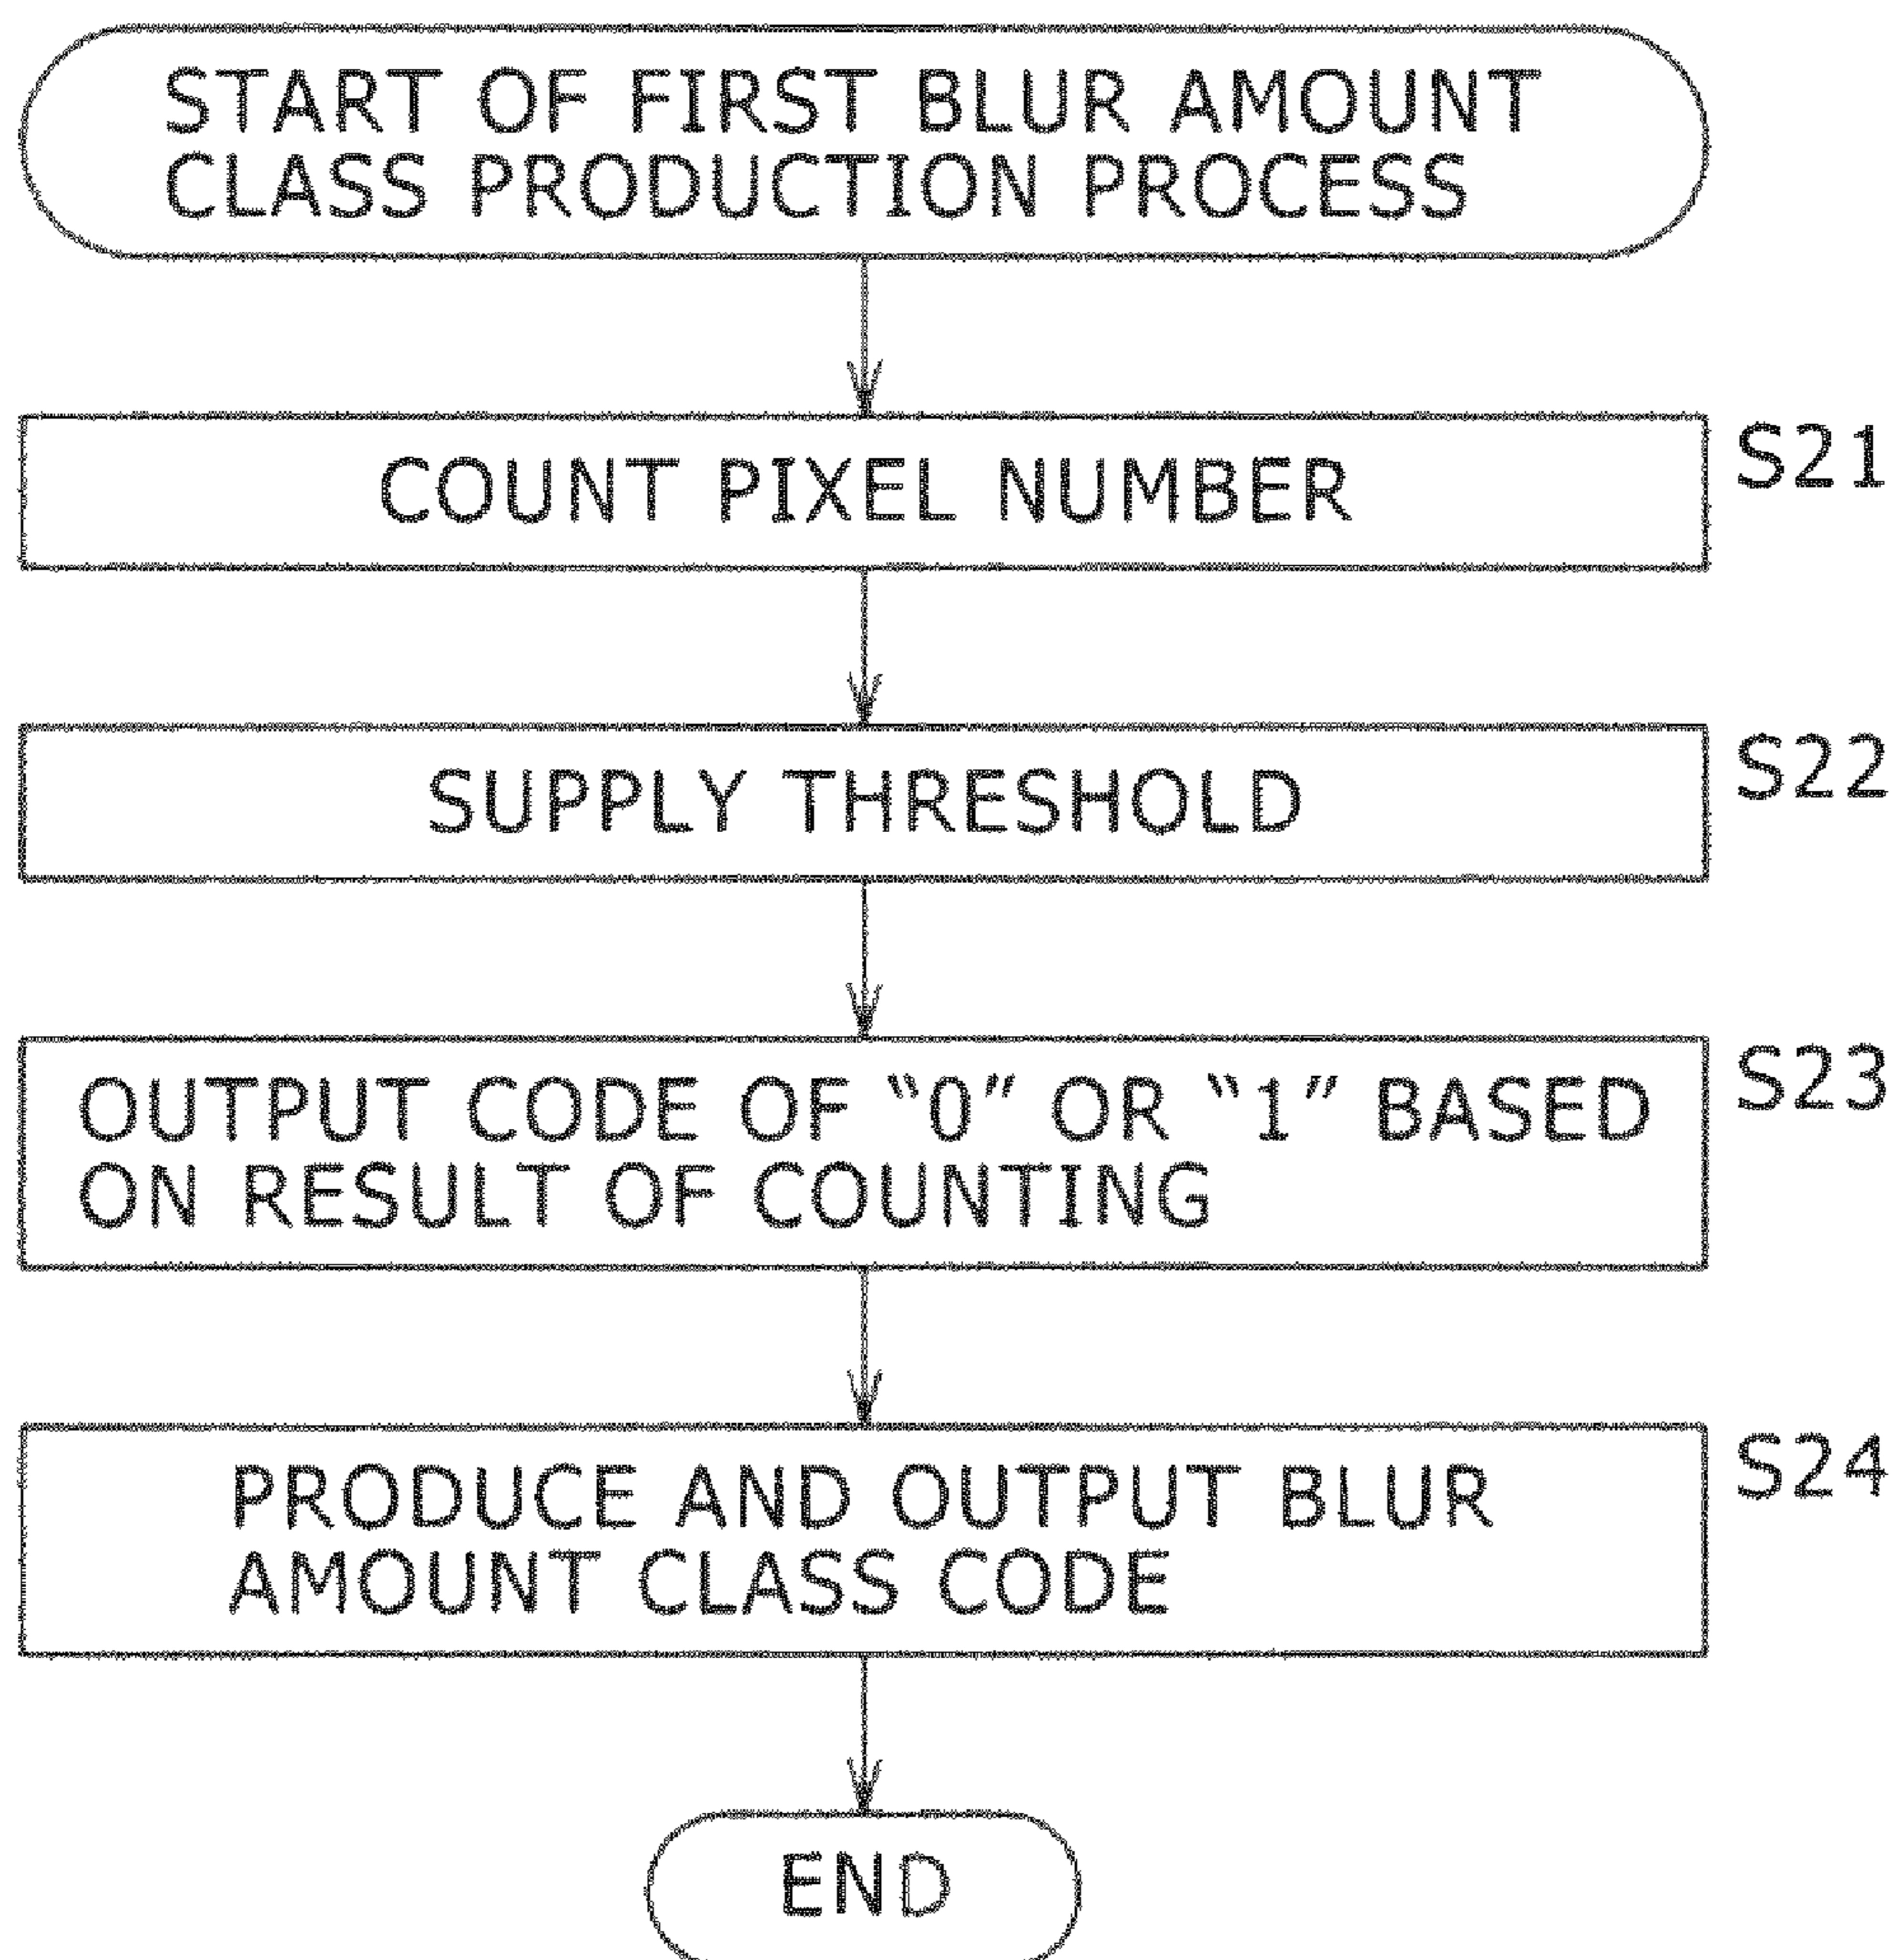 START OF FIRST BLUR AMOUNT
CLASS PRODUCTION PROCESS
COUNT PIXEL NUMBER
S21
SUPPLY THRESHOLD
S22
OUTPUT CODE OF “0” OR “1” BASED
ON RESULT OF COUNTING
S23
PRODUCE AND OUTPUT BLUR
AMOUNT CLASS CODE
S24
END